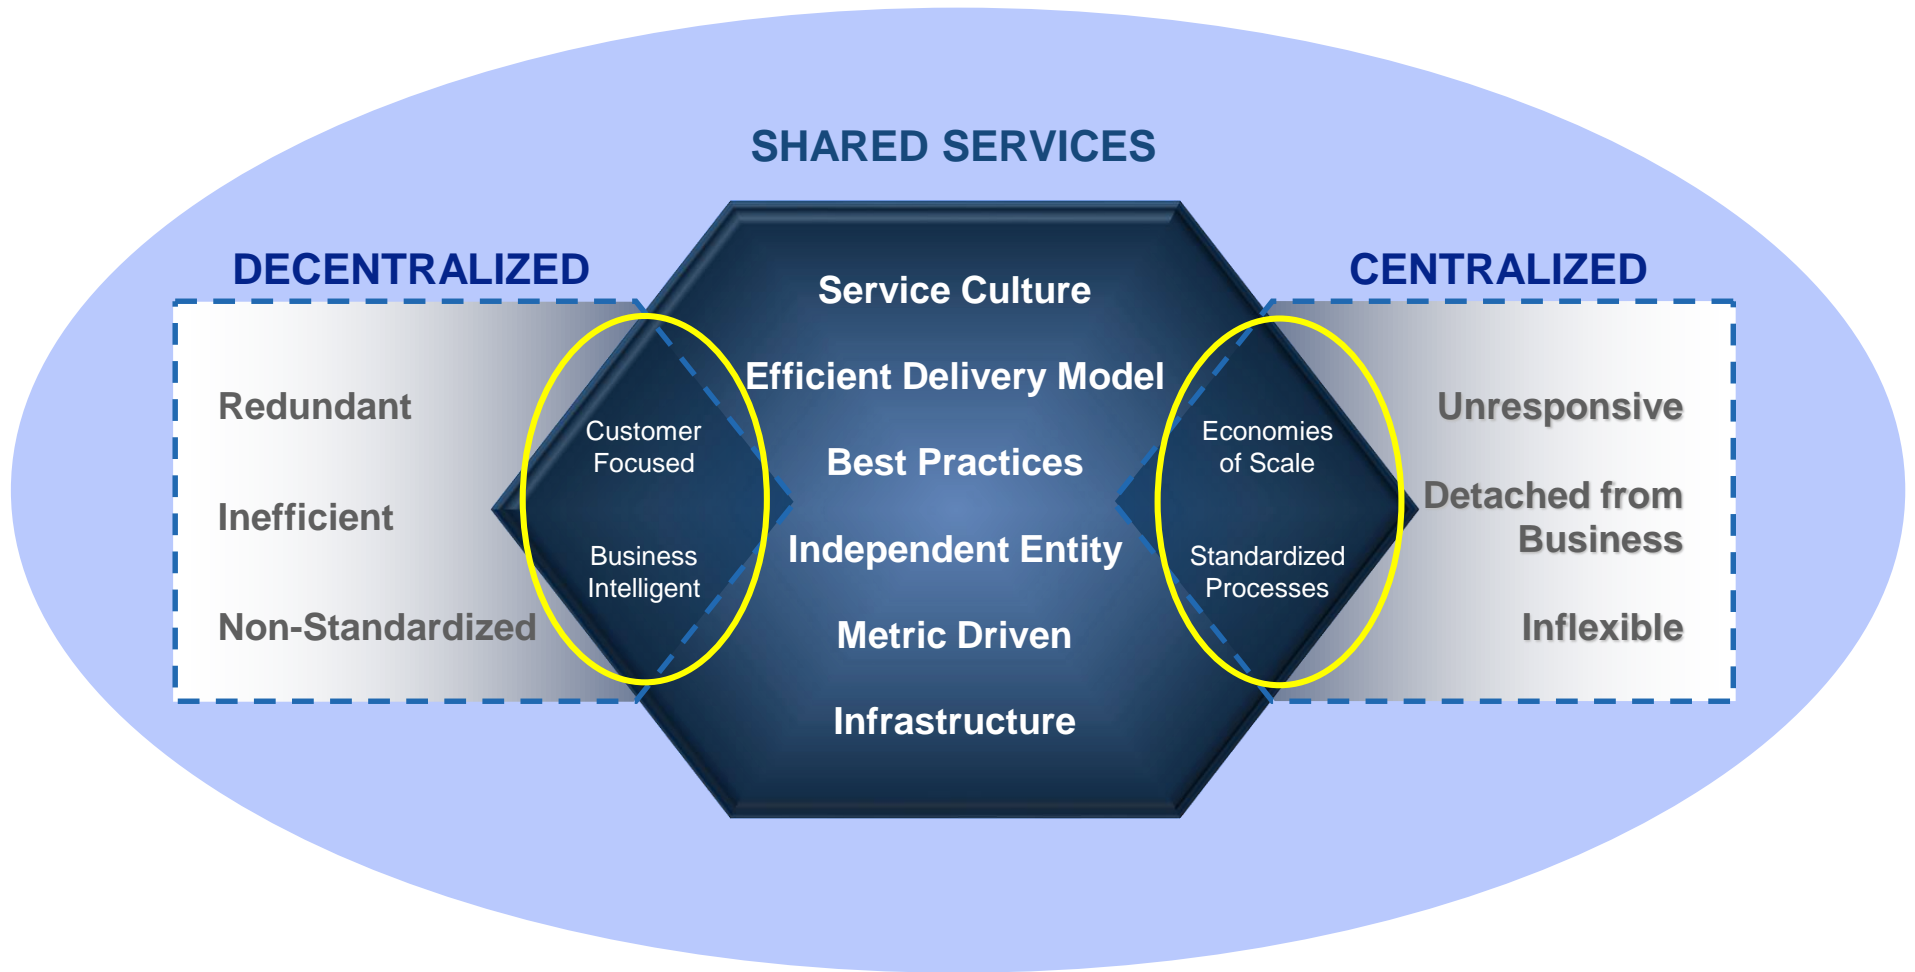 SHARED SERVICES
DECENTRALIZED
Redundant
Inefficient
Non-Standardized
Customer
Focused
Business
Intelligent
Service Culture
Efficient Delivery Model
Best Practices
Independent Entity
Metric Driven
Infrastructure
Economies
of Scale
Standardized
Processes
CENTRALIZED
Unresponsive
Detached from
Business
Inflexible